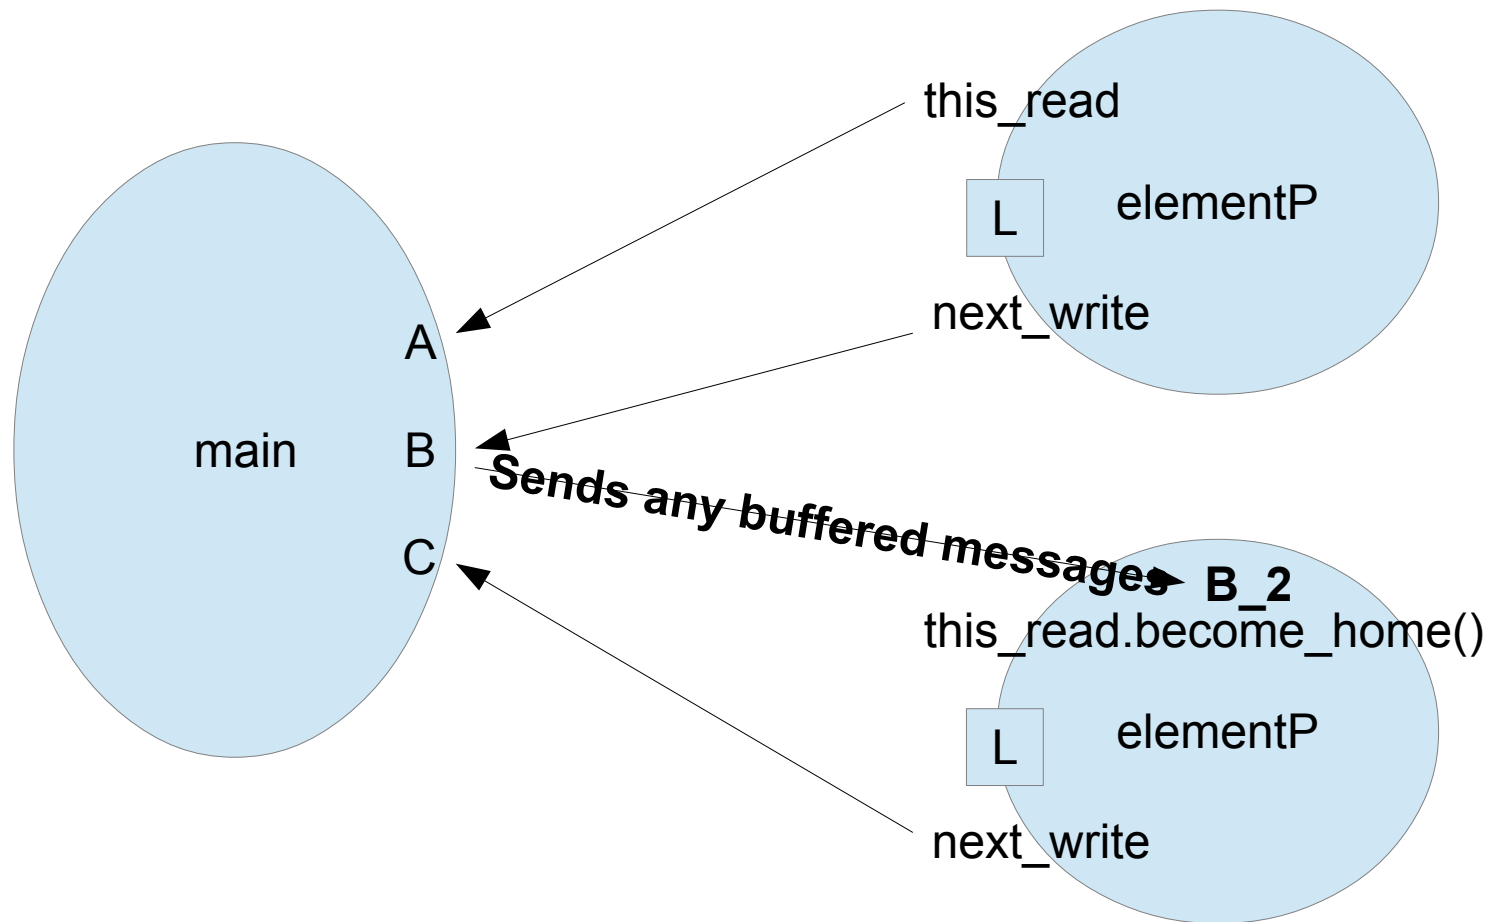 this_read
L
elementP
next_write
A
main
B
C
Sends any buffered messages
B_2
this_read.become_home()
L
elementP
next_write